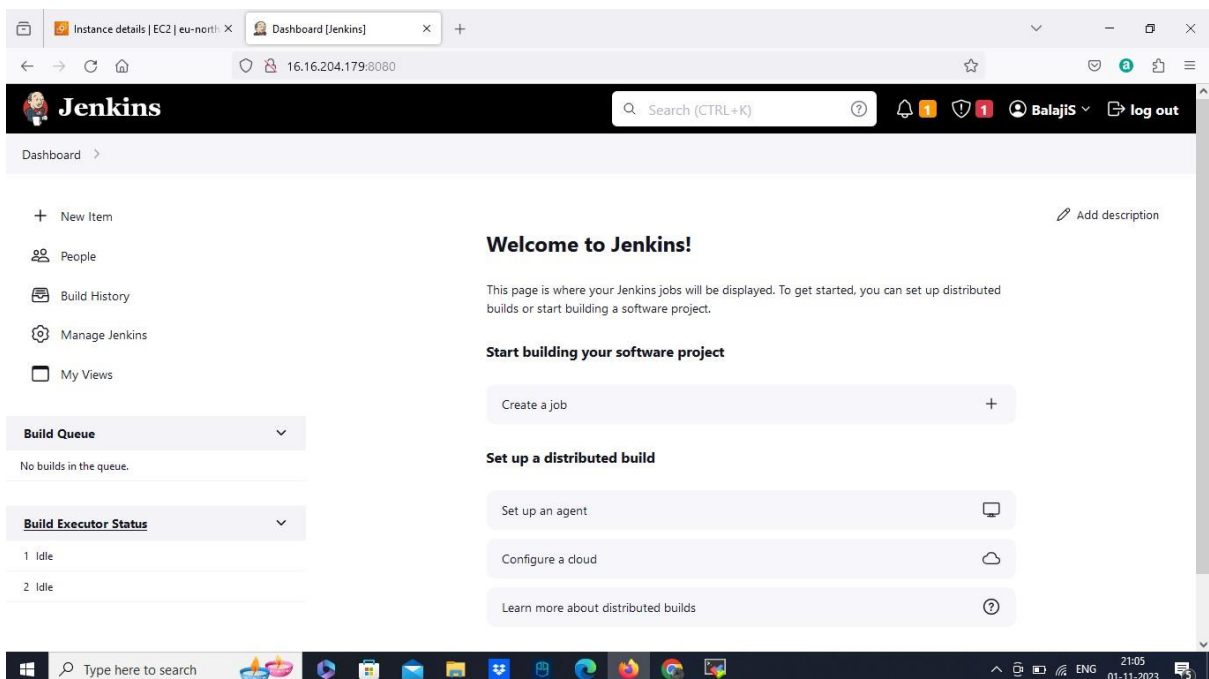 Instance details | EC2 | eu-north
Dashboard [Jenkins]
16.16.204.179:8080
Jenkins
Search (CTRL+K)
1
1
BalajiS
log out
Dashboard
New Item
People
Build History
Manage Jenkins
My Views
Build Queue
No builds in the queue.
Build Executor Status
1 Idle
2 Idle
Add description
Welcome to Jenkins!
This page is where your Jenkins jobs will be displayed. To get started, you can set up distributed
builds or start building a software project.
Start building your software project
Create a job
Set up a distributed build
Set up an agent
Configure a cloud
Learn more about distributed builds
Type here to search
ENG
21:05
01-11-2023